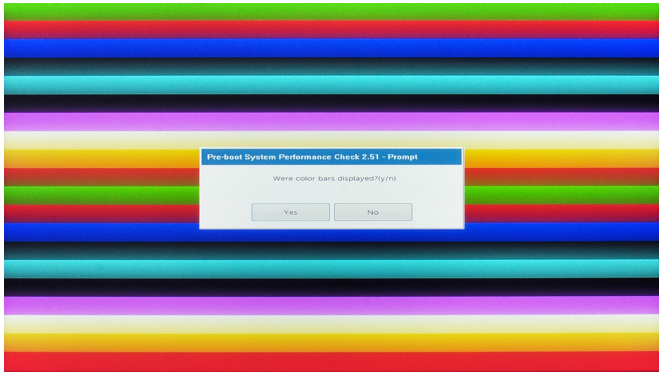 Pre-boot System Performance Check 2.51 - Prompt
Were color bars displayed?(y/n)
Yes
No